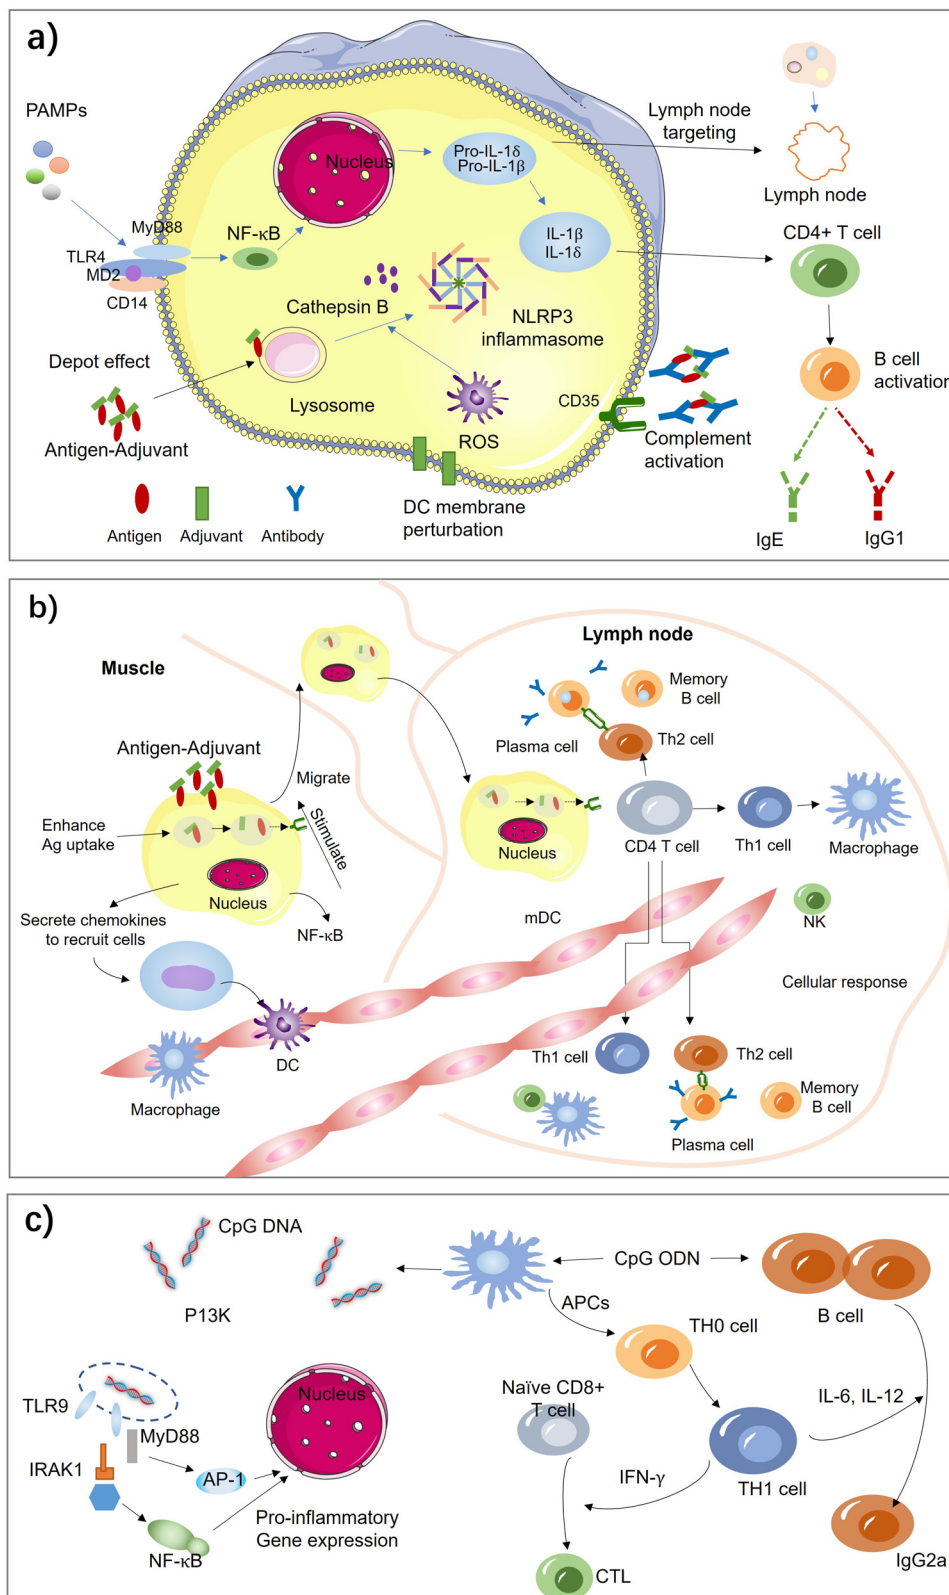 a)
PAMPs
Nucleus
Pro-IL-1δ
Pro-IL-1β
Lymph node
targeting
Lymph node
MyD88
TLR4
MD2
CD14
NF-κB
IL-1β
IL-1δ
CD4+ T cell
Cathepsin B
NLRP3
inflammasome
Depot effect
Lysosome
ROS
CD35
B cell
activation
Antigen-Adjuvant
Complement
activation
DC membrane
perturbation
Antigen
Adjuvant
Antibody
IgE
IgG1
b)
Muscle
Lymph node
Memory
B cell
Plasma cell
Th2 cell
Antigen-Adjuvant
Migrate
Stimulate
Enhance
Ag uptake
Nucleus
Nucleus
CD4 T cell
Th1 cell
Macrophage
Secrete chemokines
to recruit cells
NF-κB
mDC
NK
Cellular response
DC
Macrophage
Th1 cell
Th2 cell
Memory
B cell
Plasma cell
c)
CpG DNA
P13K
CpG ODN
APCs
B cell
TH0 cell
Nucleus
Naïve CD8+
T cell
IL-6, IL-12
TLR9
MyD88
IRAK1
AP-1
IFN-γ
TH1 cell
Pro-inflammatory
Gene expression
NF-κB
CTL
IgG2a